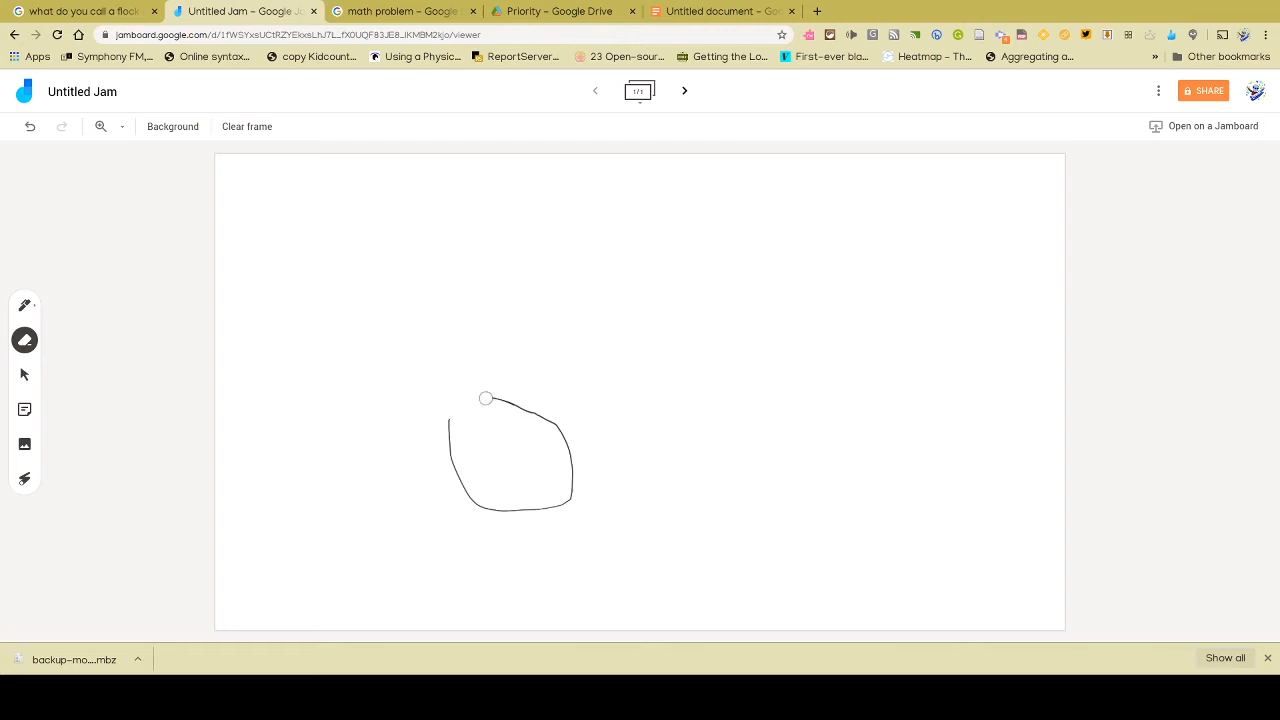 what do you call a flock
Untitled Jam – Google Ja
math problem – Google
Priority – Google Drive
Untitled document – Go
jamboard.google.com/d/1fWSYxsUCtRZYEkxsLhJ7L_fX0UQF83JE8_IKMBM2kjo/viewer
Apps
Symphony FM,...
Online syntax...
copy Kidcount...
Using a Physic...
ReportServer...
23 Open-sour...
Getting the Lo...
First-ever bla...
Heatmap – Th...
Aggregating a...
»
Other bookmarks
Untitled Jam
1/1
SHARE
Background
Clear frame
Open on a Jamboard
backup-mo....mbz
Show all